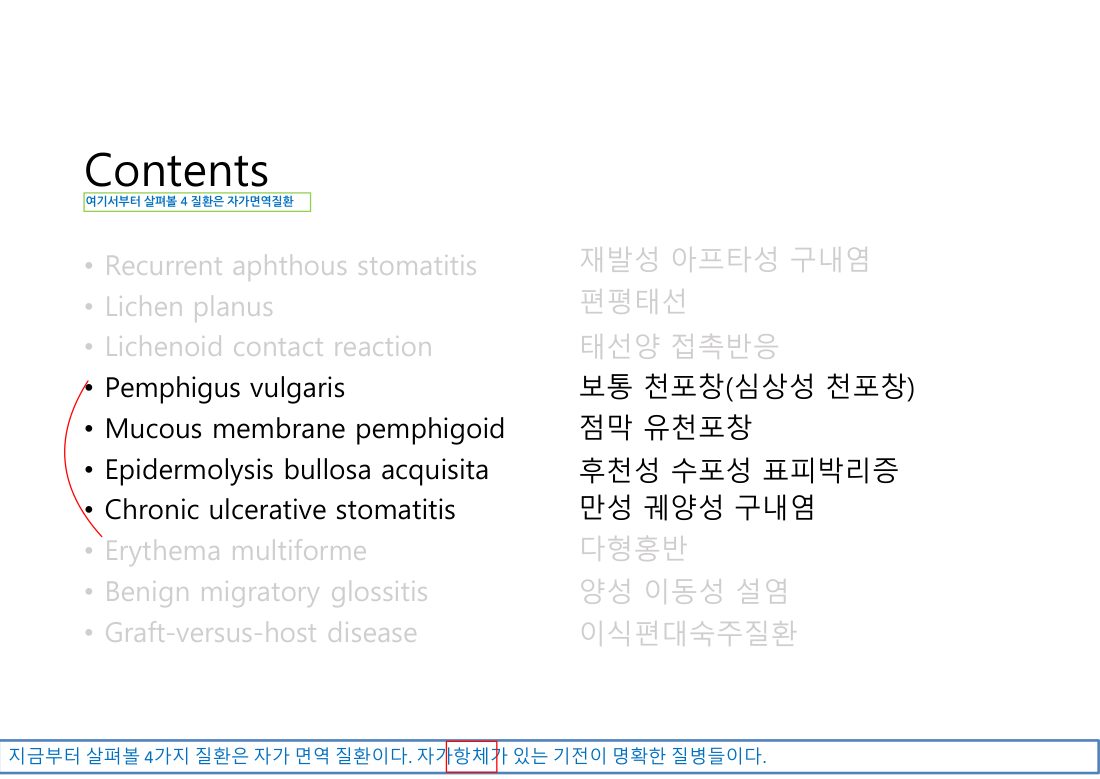 Contents
여기서부터 살펴볼 4 질환은 자가면역질환
• Recurrent aphthous stomatitis 재발성 아프타성 구내염
• Lichen planus 편평태선
• Lichenoid contact reaction 태선양 접촉반응
• Pemphigus vulgaris 보통 천포창(심상성 천포창)
• Mucous membrane pemphigoid 점막 유천포창
• Epidermolysis bullosa acquisita 후천성 수포성 표피박리증
• Chronic ulcerative stomatitis 만성 궤양성 구내염
• Erythema multiforme 다형홍반
• Benign migratory glossitis 양성 이동성 설염
• Graft-versus-host disease 이식편대숙주질환
지금부터 살펴볼 4가지 질환은 자가 면역 질환이다. 자가항체가 있는 기전이 명확한 질병들이다.